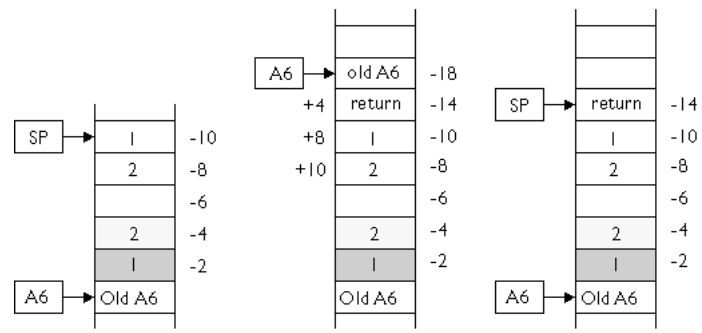 A6 old A6 -18
+4 return -14 SP return -14
SP 1 -10 +8 1 -10 1 -10
2 -8 +10 2 -8 2 -8
-6 -6 -6
2 -4 2 -4 2 -4
1 -2 1 -2 1 -2
A6 Old A6 Old A6 A6 Old A6